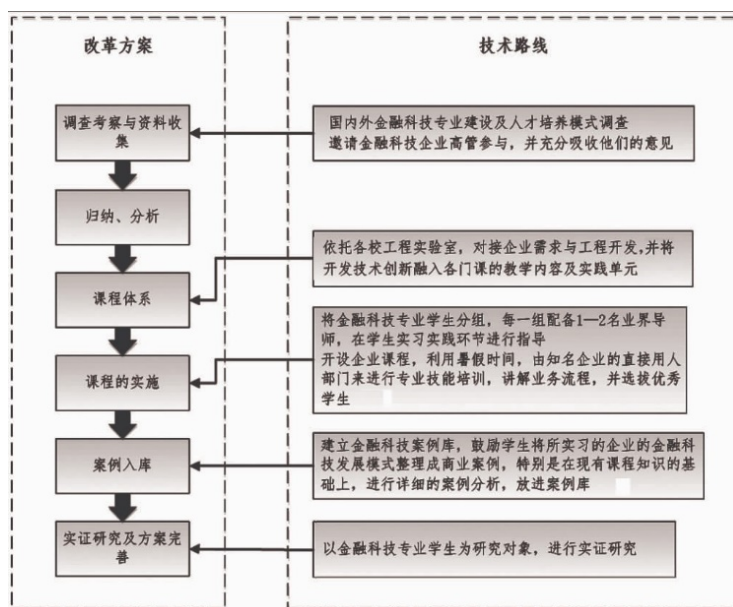 改革方案
技术路线
调查考察与资料收
集
国内外金融科技专业建设及人才培养模式调查
邀请金融科技企业高管参与，并充分吸收他们的意见
归纳、分析
课程体系
依托各校工程实验室，对接企业需求与工程开发，并将
开发技术创新融入各门课的教学内容及实践单元
课程的实施
将金融科技专业学生分组，每一组配备1—2名业界导
师，在学生实习实践环节进行指导
开设企业课程，利用暑假时间，由知名企业的直接用人
部门来进行专业技能培训，讲解业务流程，并选拔优秀
学生
案例入库
建立金融科技案例库，鼓励学生将所实习的企业的金融科
技发展模式整理成商业案例，特别是在现有课程知识的基
础上，进行详细的案例分析，放进案例库
实证研究及方案完
善
以金融科技专业学生为研究对象，进行实证研究